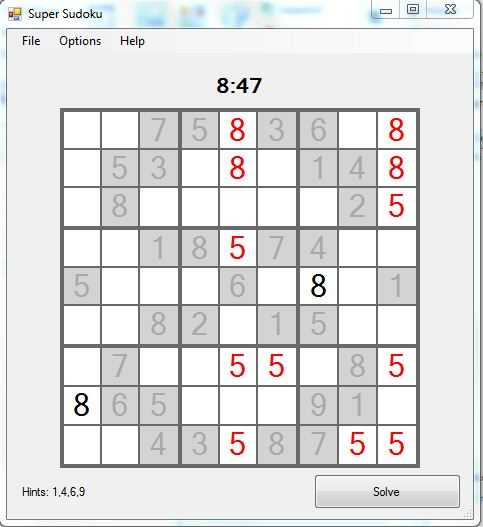 Super Sudoku
File Options Help
8:47
7 5 8 3 6 8
5 3 8 1 4 8
8 2 5
1 8 5 7 4
5 6 8 1
8 2 1 5
7 5 5 8 5
8 6 5 9 1
4 3 5 8 7 5 5
Hints: 1,4,6,9 Solve